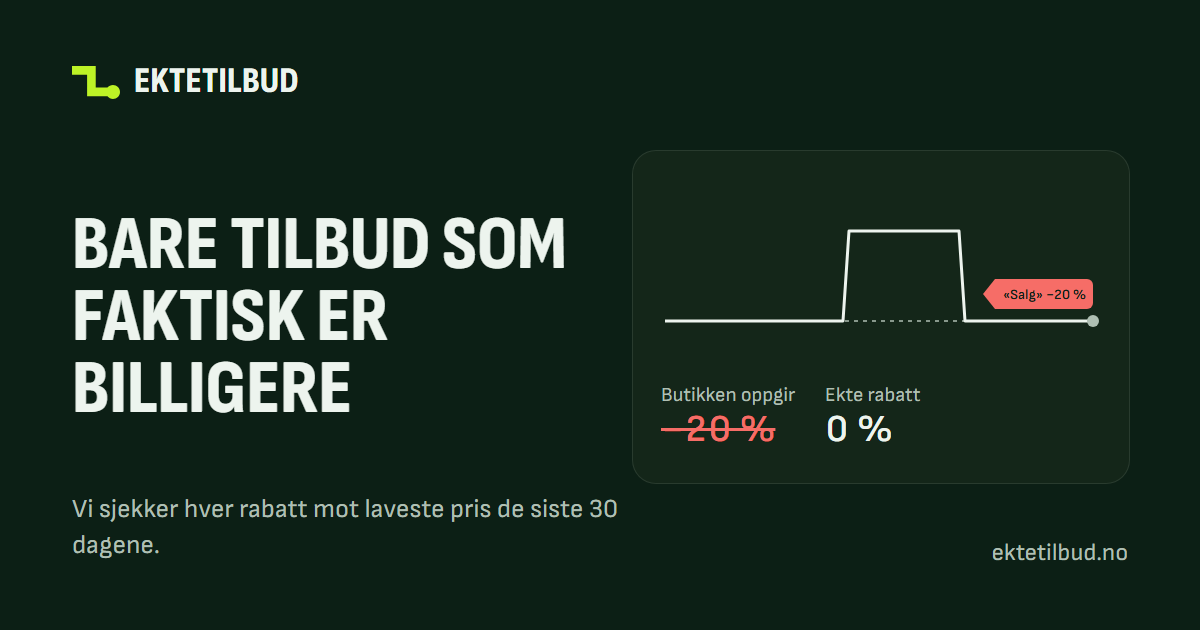 EKTETILBUD
BARE TILBUD SOM
FAKTISK ER
BILLIGERE
Vi sjekker hver rabatt mot laveste pris de siste 30
dagene.
«Salg» −20 %
Butikken oppgir
Ekte rabatt
−20 %
0 %
ektetilbud.no